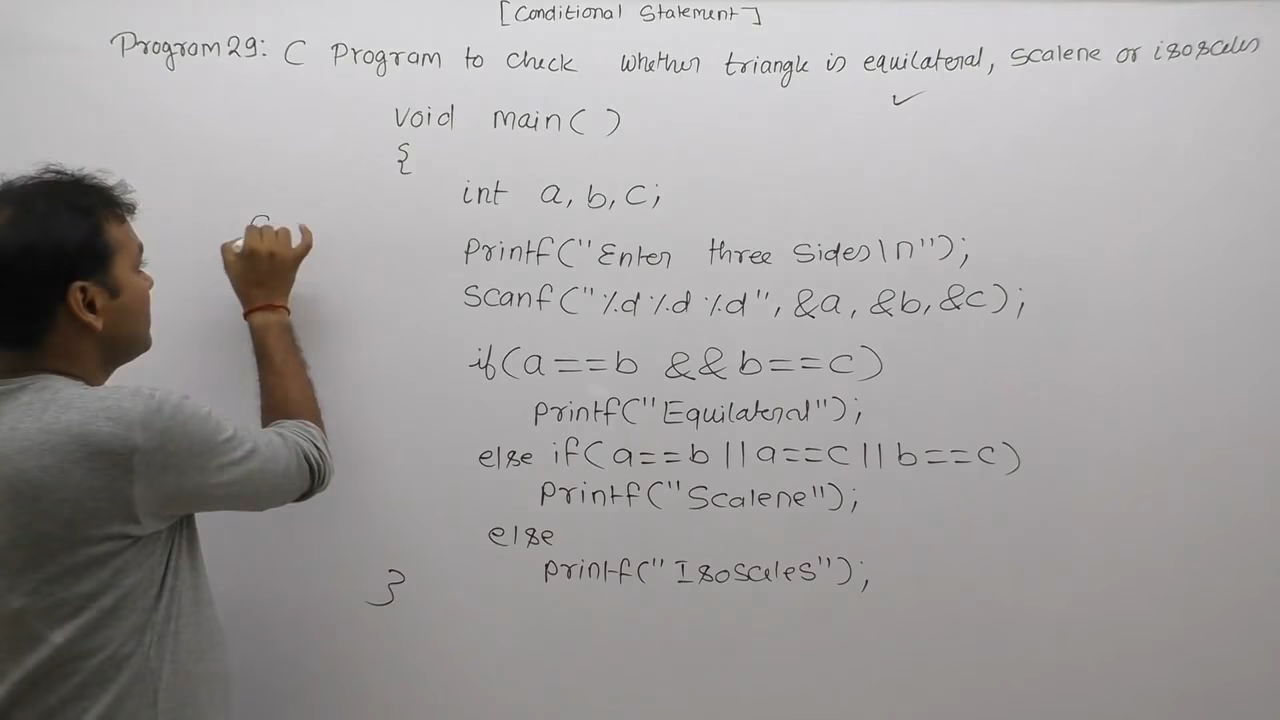 [Conditional Statement]
Program 29: C Program to check whether triangle is equilateral, scalene or isosceles
void main( )
{
int a, b, c;
printf("Enter three sides\n");
scanf("%d %d %d", &a, &b, &c);
if(a==b && b==c)
printf("Equilateral");
else if(a==b || a==c || b==c)
printf("Scalene");
else
printf("Isosceles");
}